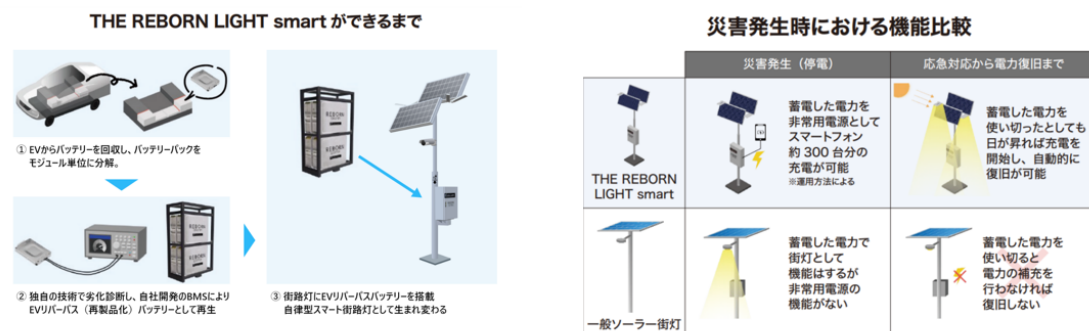 THE REBORN LIGHT smart ができるまで
① EVからバッテリーを回収し、バッテリーパックを
モジュール単位に分解。
② 独自の技術で劣化診断し、自社開発のBMSにより
EVリバーパス（再製品化）バッテリーとして再生
③ 街路灯にEVリバーパスバッテリーを搭載
自律型スマート街路灯として生まれ変わる
REBORN
災害発生時における機能比較
災害発生（停電）
応急対応から電力復旧まで
THE REBORN
LIGHT smart
蓄電した電力を
非常用電源として
スマートフォン
約 300 台分の
充電が可能
※運用方法による
蓄電した電力を
使い切ったとしても
日が昇れば充電を
開始し、自動的に
復旧が可能
一般ソーラー街灯
蓄電した電力で
街灯として
機能はするが
非常用電源の
機能がない
蓄電した電力を
使い切ると
電力の補充を
行わなければ
復旧しない